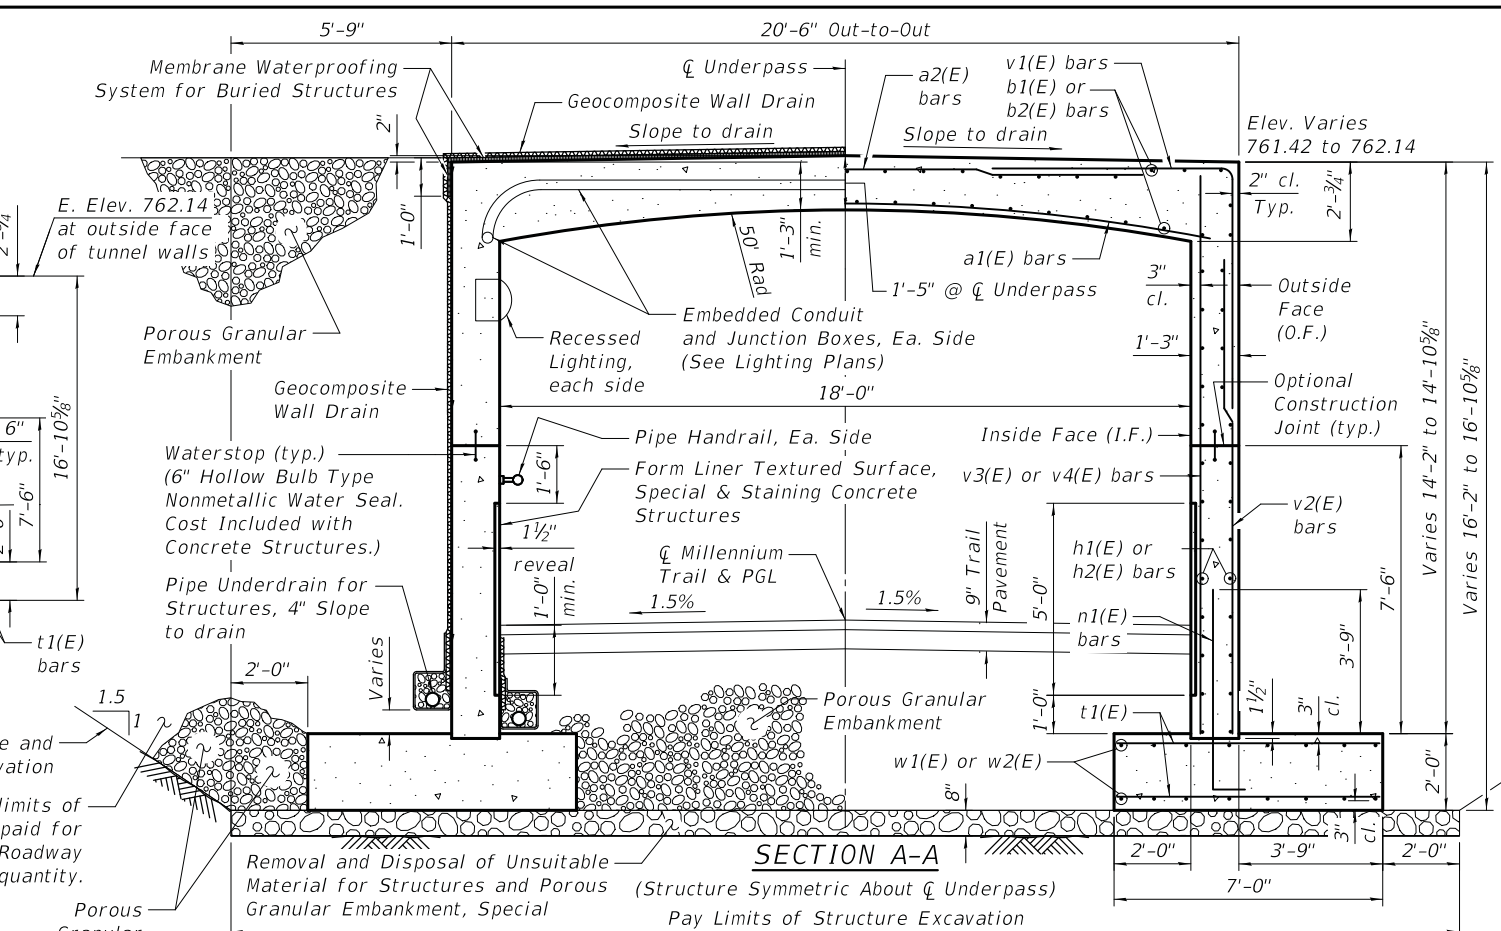 5'-9"
20'-6" Out-to-Out
Membrane Waterproofing
System for Buried Structures
℄ Underpass
a2(E)
bars
v1(E) bars
b1(E) or
b2(E) bars
Geocomposite Wall Drain
2"
Slope to drain
Slope to drain
Elev. Varies
761.42 to 762.14
E. Elev. 762.14
at outside face
of tunnel walls
1'-0"
2" cl.
Typ.
2'-¾"
50' Rad
1'-3"
min.
a1(E) bars
3"
cl.
1'-5" @ ℄ Underpass
Outside
Face
(O.F.)
Porous Granular
Embankment
Embedded Conduit
and Junction Boxes, Ea. Side
(See Lighting Plans)
Recessed
Lighting,
each side
1'-3"
Geocomposite
Wall Drain
18'-0"
Optional
Construction
Joint (typ.)
Varies 14'-2" to 14'-10⅝"
Varies 16'-2" to 16'-10⅝"
16'-10⅝"
6"
typ.
7'-6"
Waterstop (typ.)
(6" Hollow Bulb Type
Nonmetallic Water Seal.
Cost Included with
Concrete Structures.)
Pipe Handrail, Ea. Side
Inside Face (I.F.)
1'-6"
Form Liner Textured Surface,
Special & Staining Concrete
Structures
v3(E) or v4(E) bars
v2(E)
bars
1½"
reveal
℄ Millennium
Trail & PGL
9" Trail
Pavement
h1(E) or
h2(E) bars
Pipe Underdrain for
Structures, 4" Slope
to drain
1'-0"
min.
1.5%
1.5%
5'-0"
n1(E)
bars
7'-6"
3'-9"
t1(E)
bars
2'-0"
Varies
1.5
1
Porous Granular
Embankment
1'-0"
t1(E)
1½"
3"
cl.
e and
vation
w1(E) or w2(E)
2'-0"
limits of
paid for
Roadway
quantity.
8"
3"
cl.
Removal and Disposal of Unsuitable
Material for Structures and Porous
Granular Embankment, Special
SECTION A-A
(Structure Symmetric About ℄ Underpass)
Pay Limits of Structure Excavation
2'-0"
3'-9"
2'-0"
7'-0"
Porous